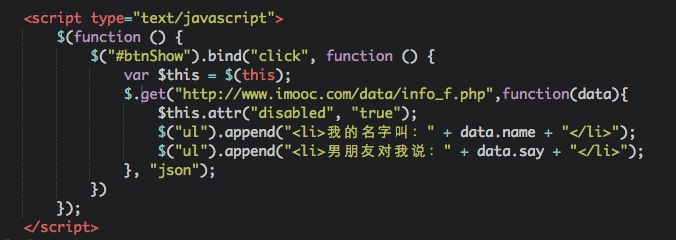 <script type="text/javascript">
$(function () {
$("#btnShow").bind("click", function () {
var $this = $(this);
$.get("http://www.imooc.com/data/info_f.php",function(data){
$this.attr("disabled", "true");
$("ul").append("<li>我的名字叫：" + data.name + "</li>");
$("ul").append("<li>男朋友对我说：" + data.say + "</li>");
}, "json");
})
});
</script>